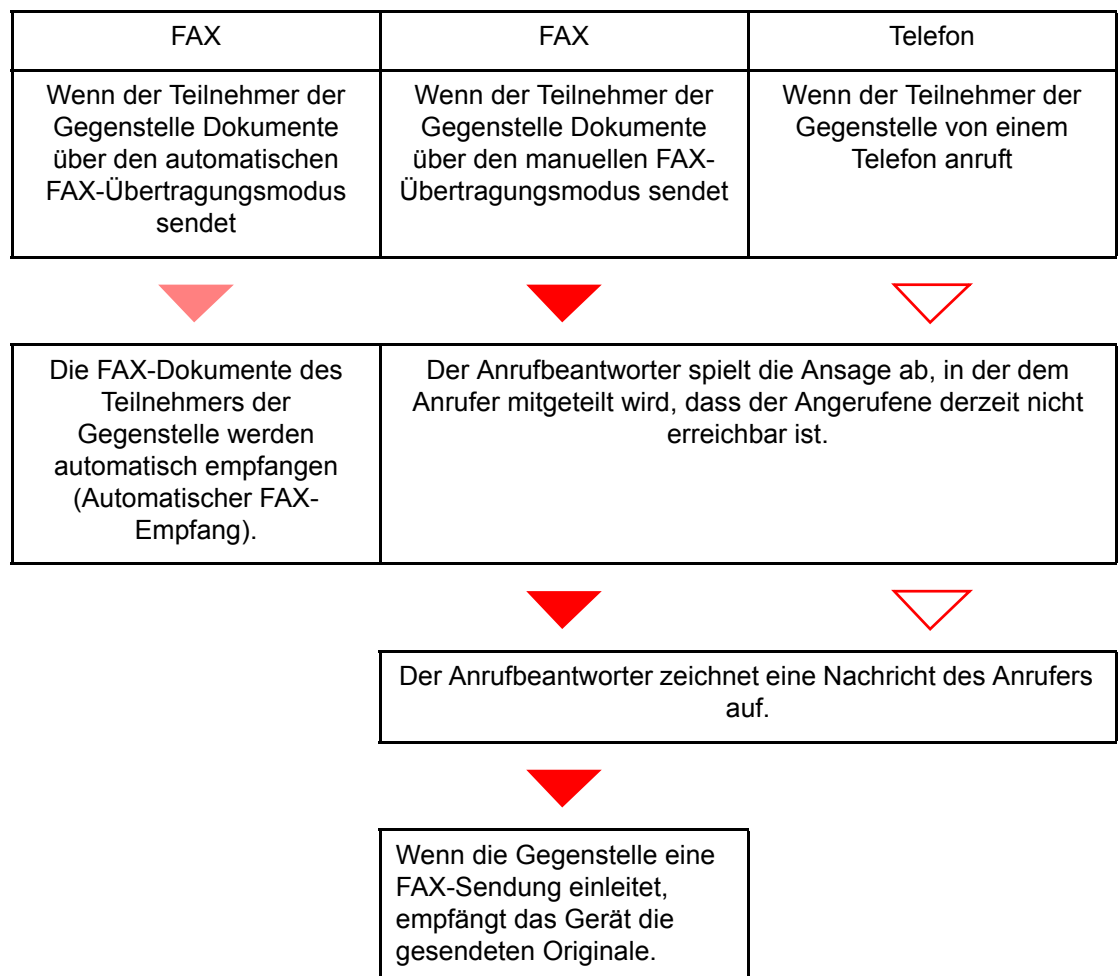 FAX
FAX
Telefon
Wenn der Teilnehmer der
Gegenstelle Dokumente
über den automatischen
FAX-Übertragungsmodus
sendet
Wenn der Teilnehmer der
Gegenstelle Dokumente
über den manuellen FAX-
Übertragungsmodus sendet
Wenn der Teilnehmer der
Gegenstelle von einem
Telefon anruft
Die FAX-Dokumente des
Teilnehmers der
Gegenstelle werden
automatisch empfangen
(Automatischer FAX-
Empfang).
Der Anrufbeantworter spielt die Ansage ab, in der dem
Anrufer mitgeteilt wird, dass der Angerufene derzeit nicht
erreichbar ist.
Der Anrufbeantworter zeichnet eine Nachricht des Anrufers
auf.
Wenn die Gegenstelle eine
FAX-Sendung einleitet,
empfängt das Gerät die
gesendeten Originale.